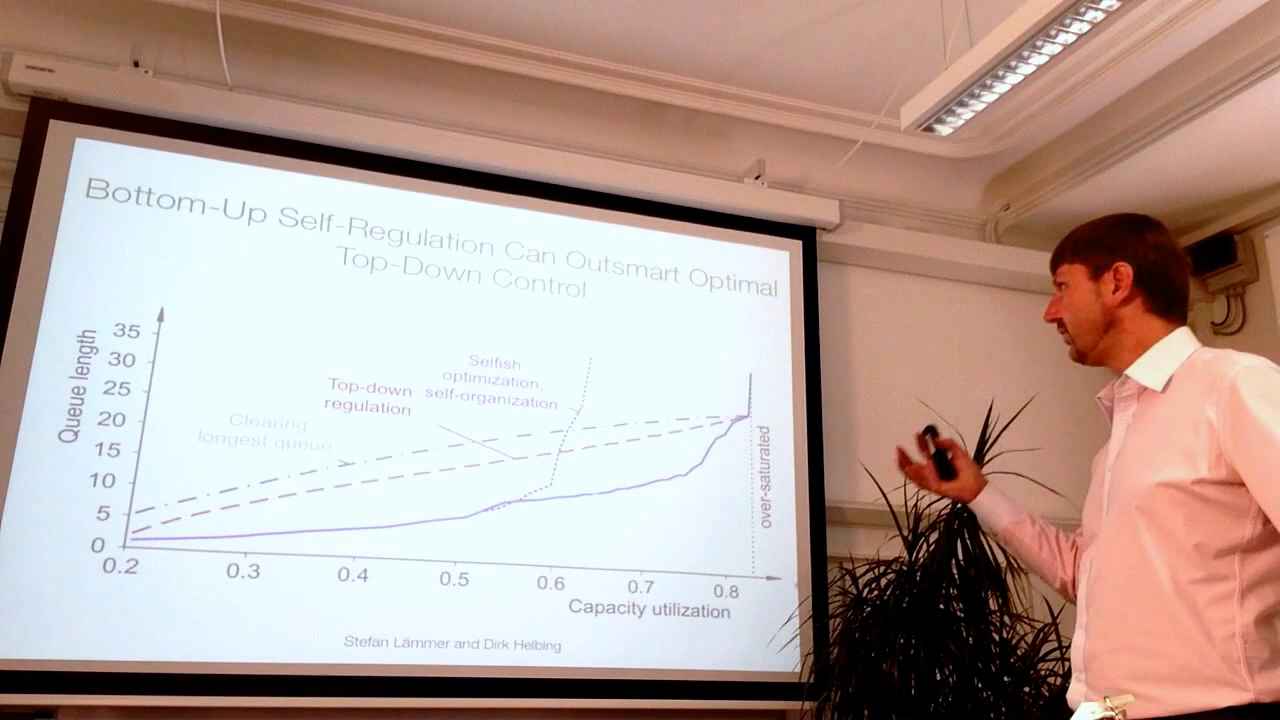 Bottom-Up Self-Regulation Can Outsmart Optimal
Top-Down Control
Queue length
35
30
25
20
15
10
5
0
Clearing
longest queue
Top-down
regulation
Selfish
optimization,
self-organization
over-saturated
0.2
0.3
0.4
0.5
0.6
0.7
0.8
Capacity utilization
Stefan Lämmer and Dirk Helbing